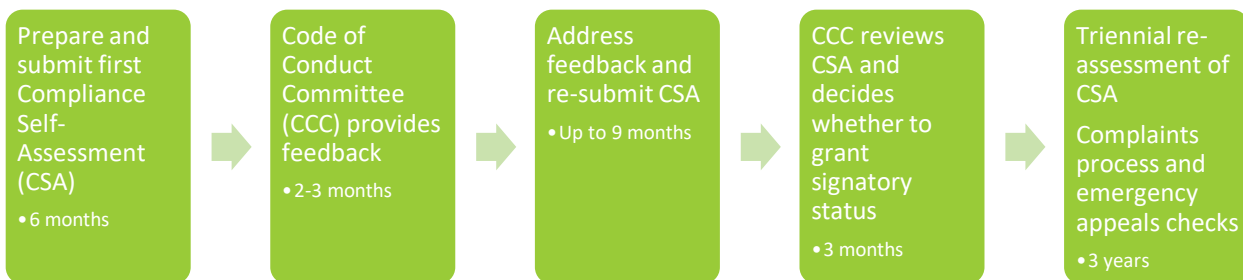 Prepare and
submit first
Compliance
Self-
Assessment
(CSA)
• 6 months
Code of
Conduct
Committee
(CCC) provides
feedback
• 2-3 months
Address
feedback and
re-submit CSA
• Up to 9 months
CCC reviews
CSA and
decides
whether to
grant
signatory
status
• 3 months
Triennial re-
assessment of
CSA
Complaints
process and
emergency
appeals checks
• 3 years